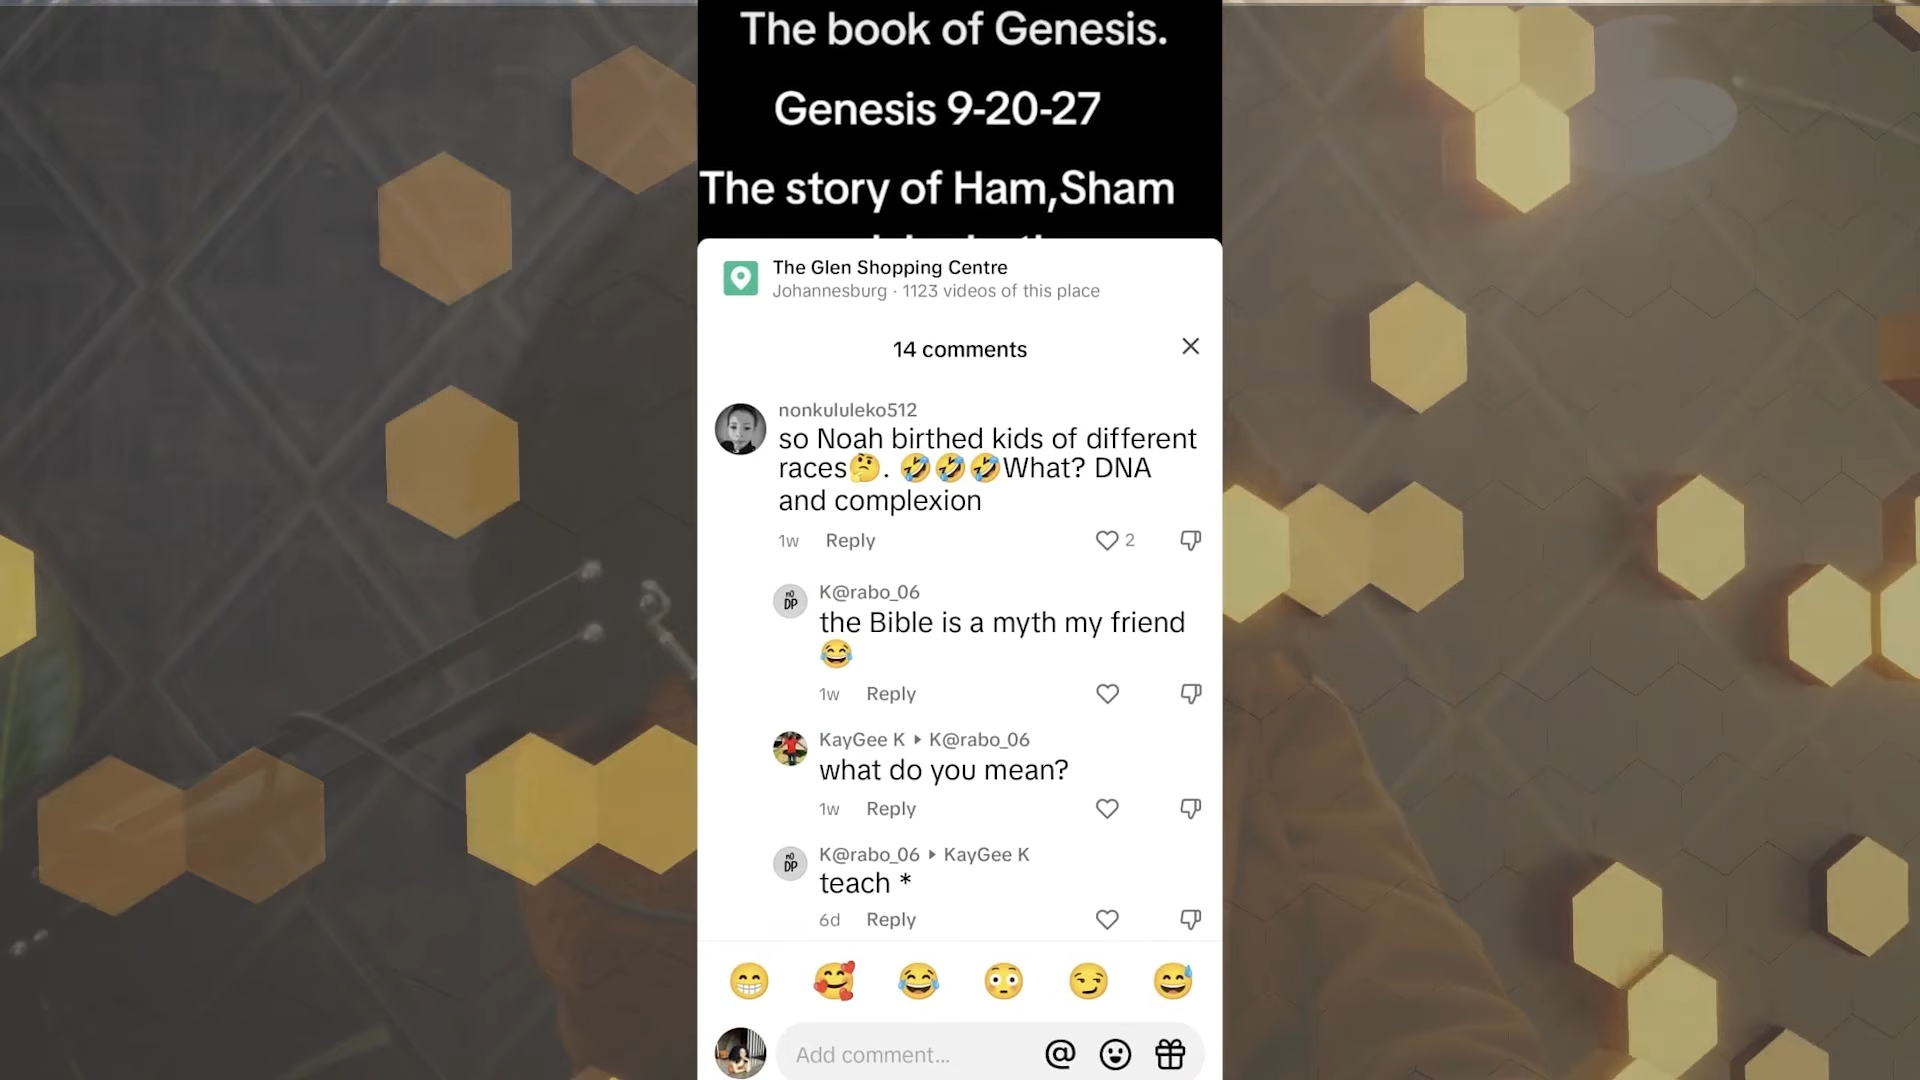 The book of Genesis.
Genesis 9-20-27
The story of Ham,Sham
The Glen Shopping Centre
Johannesburg · 1123 videos of this place
14 comments
nonkululeko512
so Noah birthed kids of different
races🤔. 🤣🤣🤣What? DNA
and complexion
1w Reply 2
K@rabo_06
the Bible is a myth my friend
😂
1w Reply
KayGee K ▸ K@rabo_06
what do you mean?
1w Reply
K@rabo_06 ▸ KayGee K
teach *
6d Reply
Add comment...